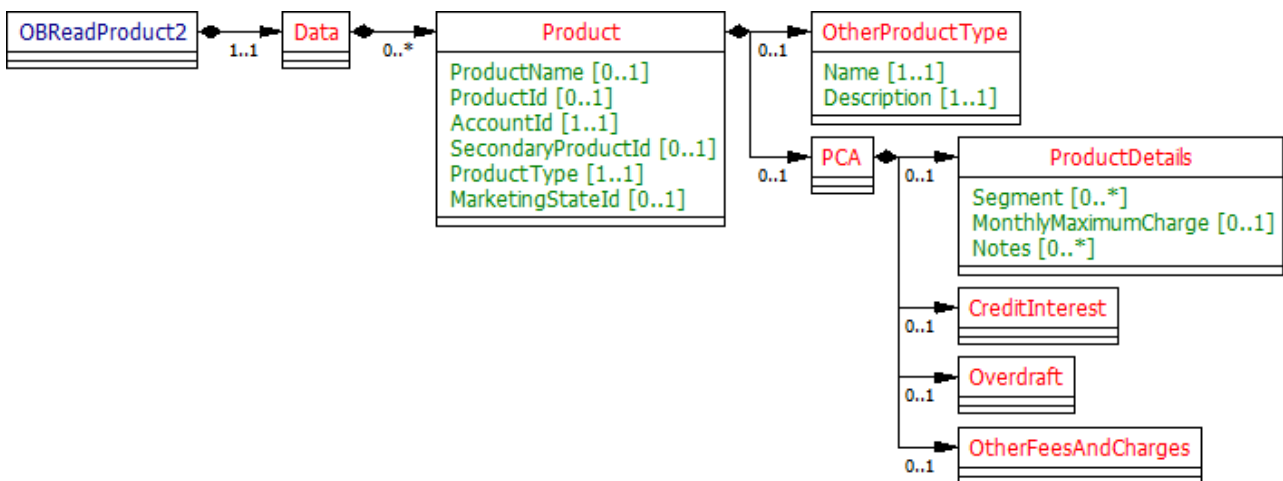 OBReadProduct2
1..1
Data
0..*
Product
ProductName [0..1]
ProductId [0..1]
AccountId [1..1]
SecondaryProductId [0..1]
ProductType [1..1]
MarketingStateId [0..1]
0..1
OtherProductType
Name [1..1]
Description [1..1]
0..1
PCA
0..1
ProductDetails
Segment [0..*]
MonthlyMaximumCharge [0..1]
Notes [0..*]
0..1
CreditInterest
0..1
Overdraft
0..1
OtherFeesAndCharges